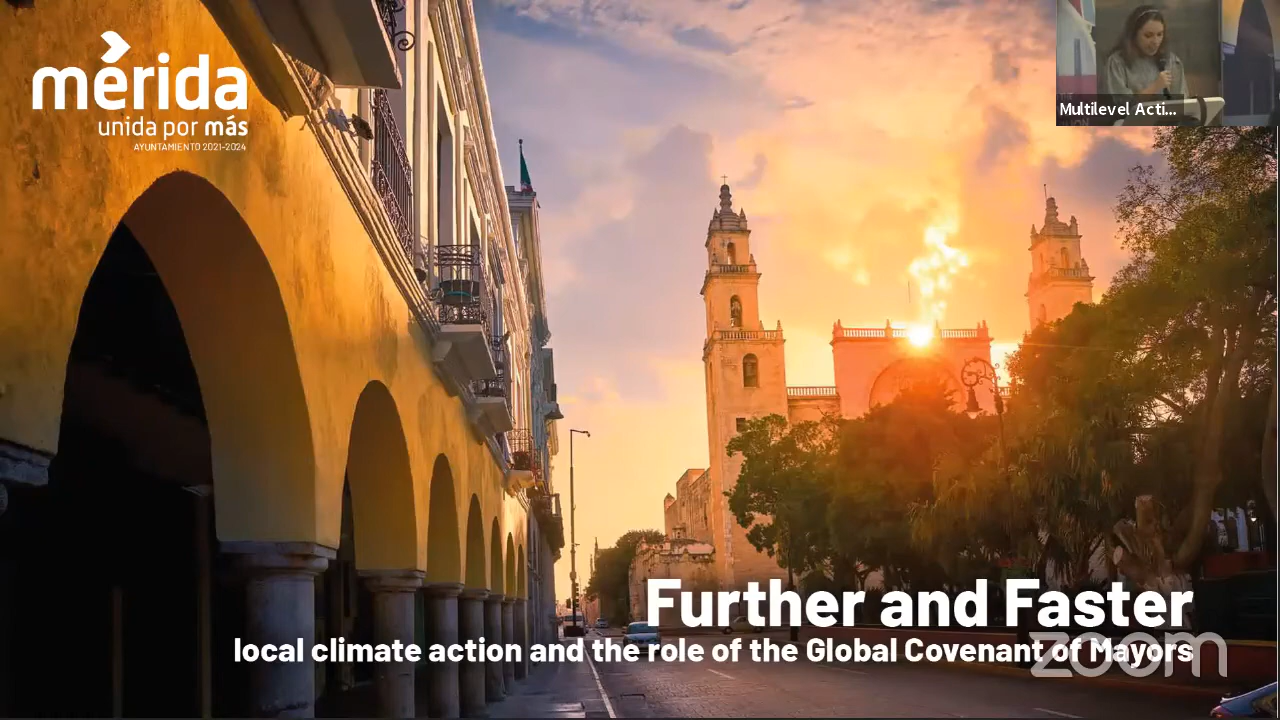 mérida
unida por más
AYUNTAMIENTO 2021-2024
Multilevel Acti...
Further and Faster
local climate action and the role of the Global Covenant of Mayors
zoom